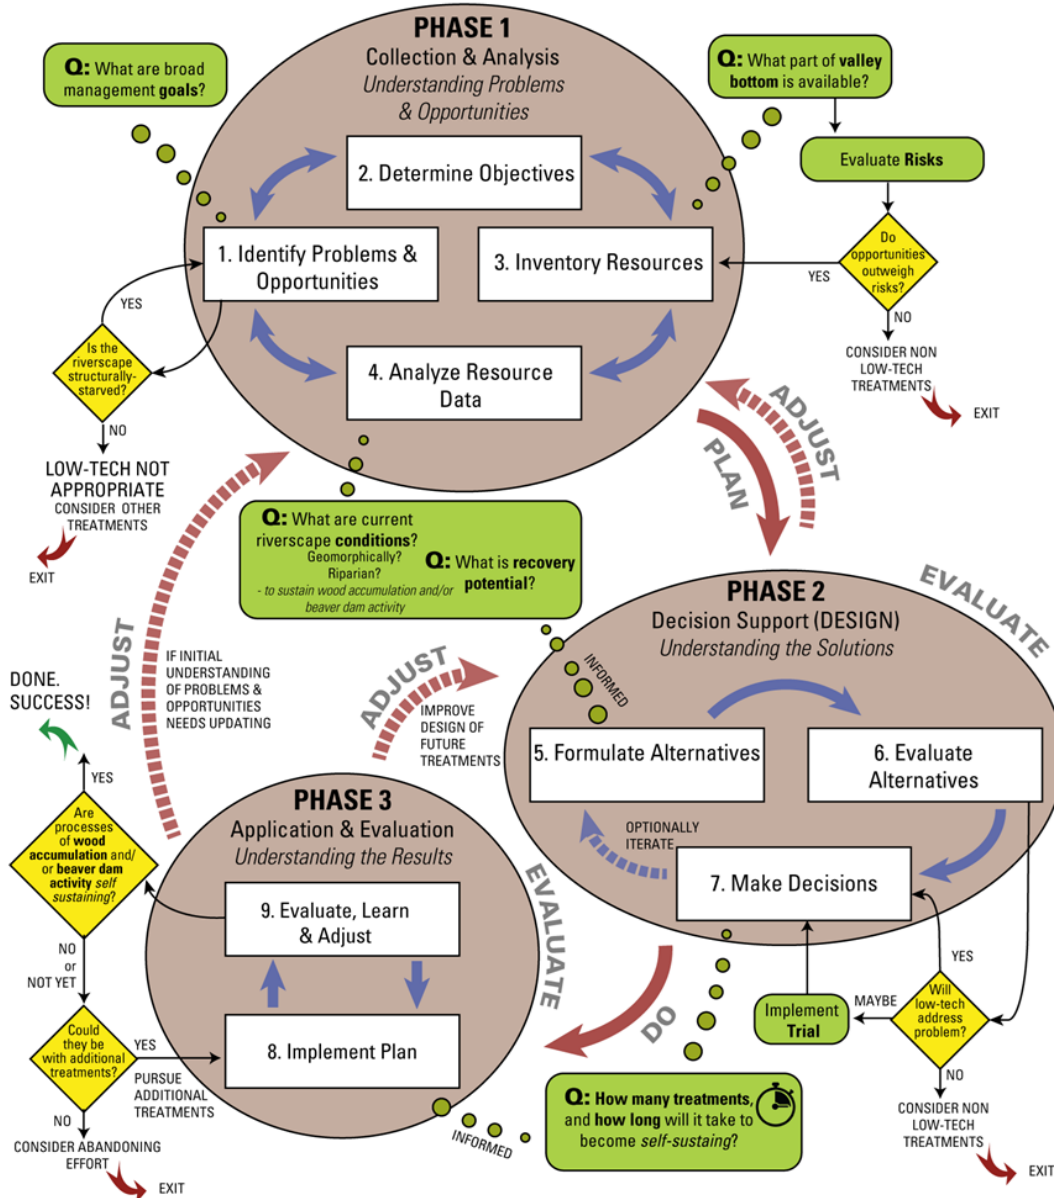 PHASE 1
Collection & Analysis
Understanding Problems
& Opportunities
Q: What are broad
management goals?
Q: What part of valley
bottom is available?
Evaluate Risks
Do
opportunities
outweigh
risks?
YES
NO
CONSIDER NON
LOW-TECH
TREATMENTS
EXIT
2. Determine Objectives
1. Identify Problems &
Opportunities
3. Inventory Resources
4. Analyze Resource
Data
YES
Is the
riverscape
structurally-
starved?
NO
LOW-TECH NOT
APPROPRIATE
CONSIDER OTHER
TREATMENTS
EXIT
Q: What are current
riverscape conditions?
Geomorphically?
Riparian?
- to sustain wood accumulation and/or
beaver dam activity
Q: What is recovery
potential?
ADJUST
PLAN
EVALUATE
PHASE 2
Decision Support (DESIGN)
Understanding the Solutions
INFORMED
5. Formulate Alternatives
6. Evaluate
Alternatives
OPTIONALLY
ITERATE
7. Make Decisions
YES
Will
low-tech
address
problem?
MAYBE
Implement
Trial
NO
CONSIDER NON
LOW-TECH
TREATMENTS
EXIT
ADJUST
IF INITIAL
UNDERSTANDING
OF PROBLEMS &
OPPORTUNITIES
NEEDS UPDATING
ADJUST
IMPROVE
DESIGN OF
FUTURE
TREATMENTS
DO
EVALUATE
PHASE 3
Application & Evaluation
Understanding the Results
9. Evaluate, Learn
& Adjust
8. Implement Plan
INFORMED
Q: How many treatments,
and how long will it take to
become self-sustaing?
DONE.
SUCCESS!
YES
Are
processes
of wood
accumulation and/
or beaver dam
activity self
sustaining?
NO
or
NOT YET
Could
they be
with additional
treatments?
YES
PURSUE
ADDITIONAL
TREATMENTS
NO
CONSIDER ABANDONING
EFFORT
EXIT